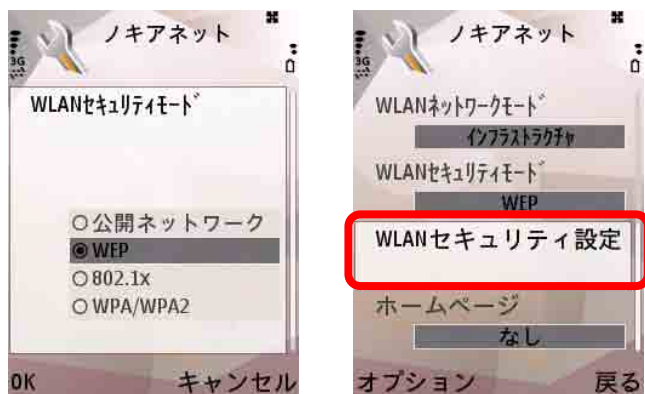 ノキアネット
3G
WLANセキュリティモード
公開ネットワーク
WEP
802.1x
WPA/WPA2
OK キャンセル
ノキアネット
3G
WLANネットワークモード
インフラストラクチャ
WLANセキュリティモード
WEP
WLANセキュリティ設定
ホームページ
なし
オプション 戻る